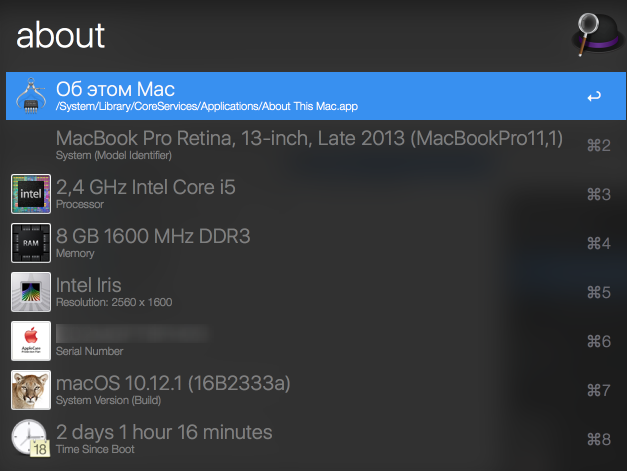 about
Об этом Mac
/System/Library/CoreServices/Applications/About This Mac.app
MacBook Pro Retina, 13-inch, Late 2013 (MacBookPro11,1)
System (Model Identifier)
⌘2
intel
2,4 GHz Intel Core i5
Processor
⌘3
RAM
8 GB 1600 MHz DDR3
Memory
⌘4
Intel Iris
Resolution: 2560 x 1600
⌘5
AppleCare
Serial Number
⌘6
macOS 10.12.1 (16B2333a)
System Version (Build)
⌘7
18
2 days 1 hour 16 minutes
Time Since Boot
⌘8